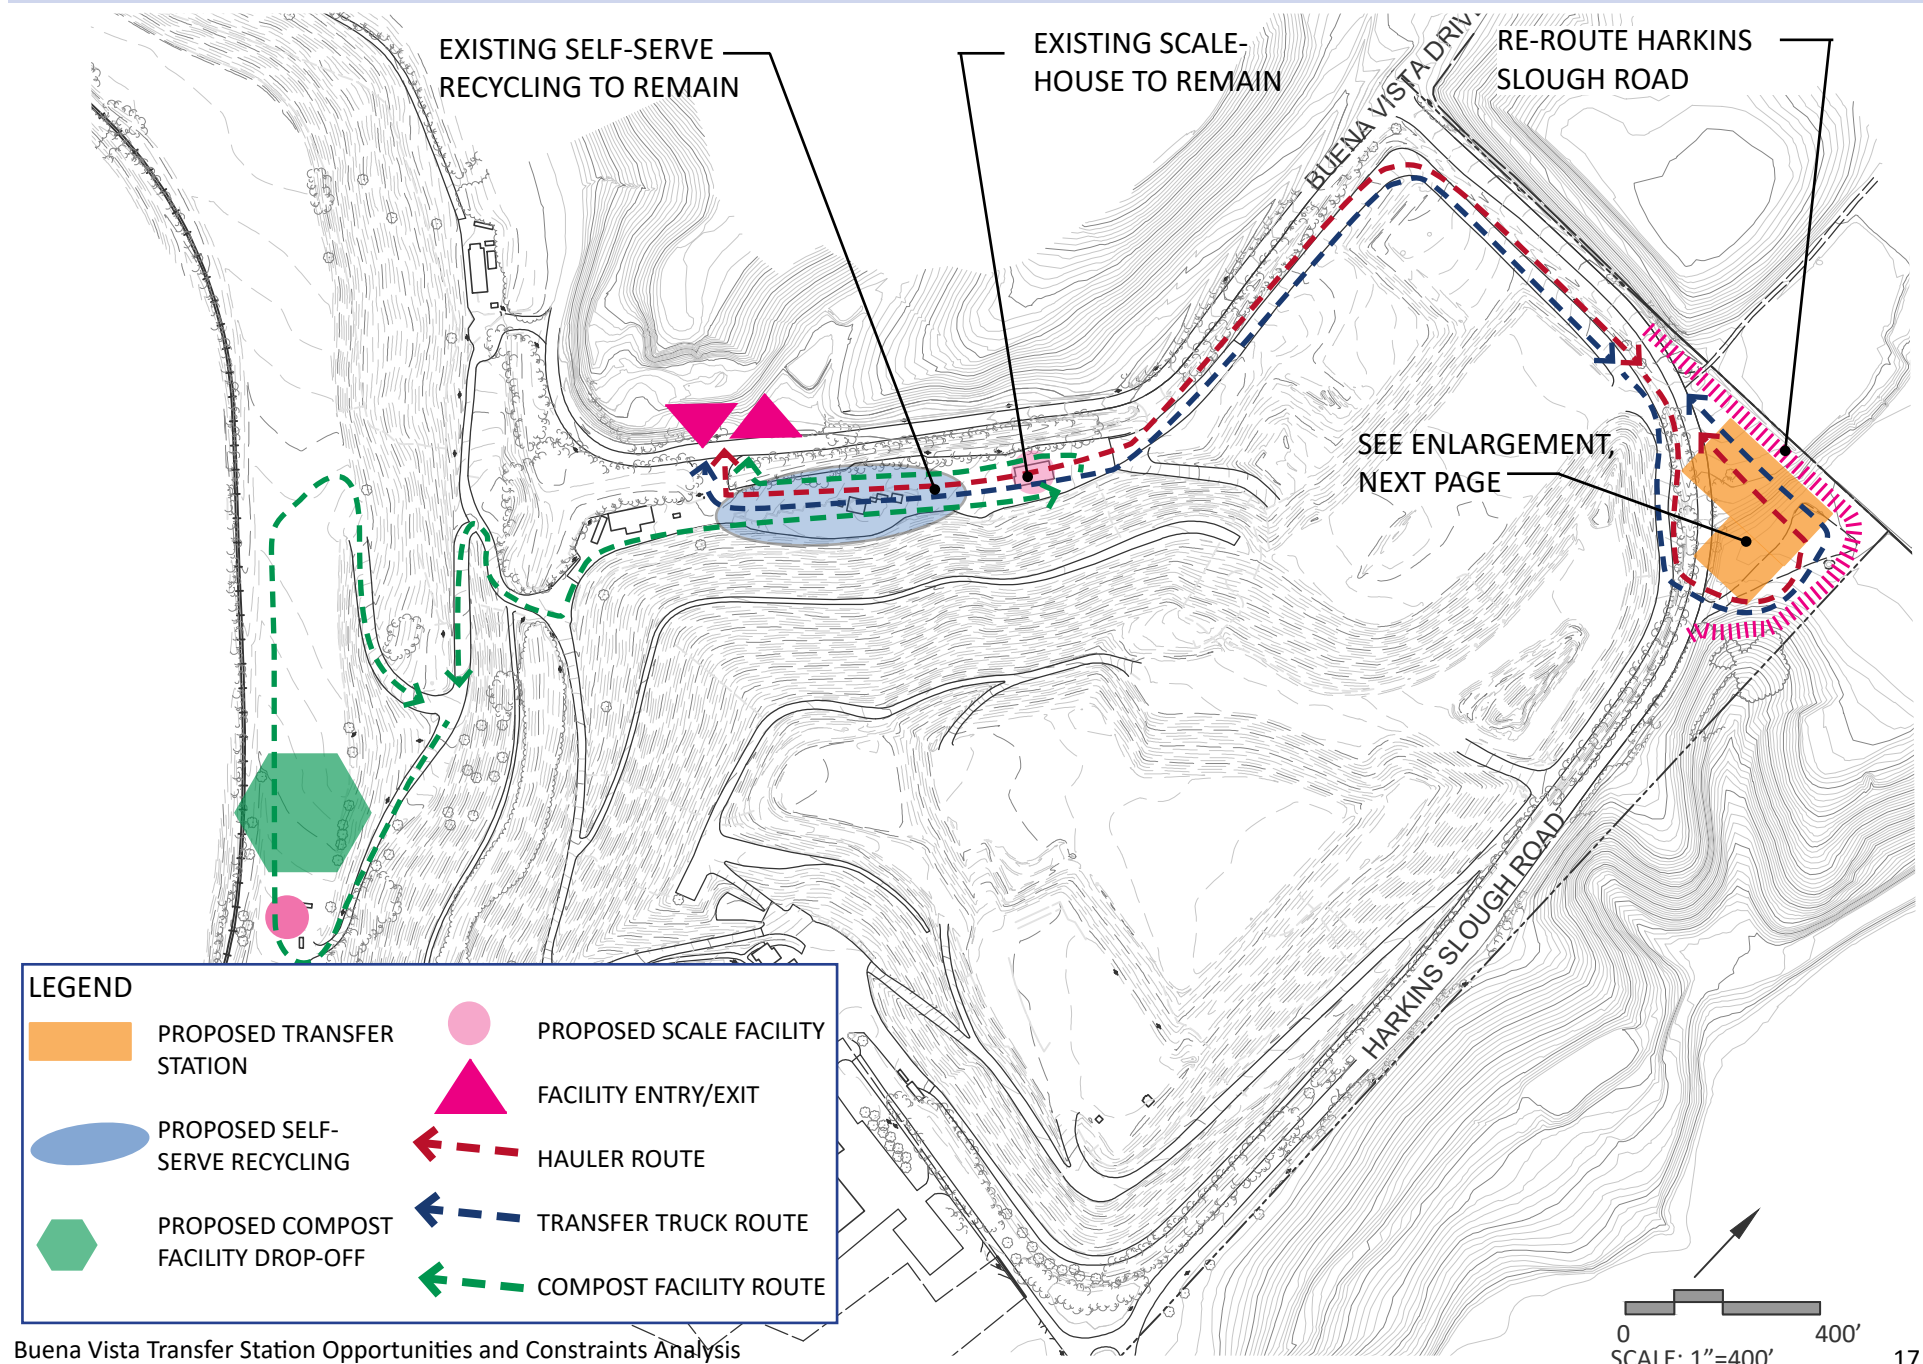 EXISTING SELF-SERVE
RECYCLING TO REMAIN
EXISTING SCALE-
HOUSE TO REMAIN
BUENA VISTA DRIVE
RE-ROUTE HARKINS
SLOUGH ROAD
SEE ENLARGEMENT,
NEXT PAGE
HARKINS SLOUGH ROAD
LEGEND
PROPOSED TRANSFER
STATION
PROPOSED SELF-
SERVE RECYCLING
PROPOSED COMPOST
FACILITY DROP-OFF
PROPOSED SCALE FACILITY
FACILITY ENTRY/EXIT
HAULER ROUTE
TRANSFER TRUCK ROUTE
COMPOST FACILITY ROUTE
0 400'
SCALE: 1"=400'
Buena Vista Transfer Station Opportunities and Constraints Analysis
17